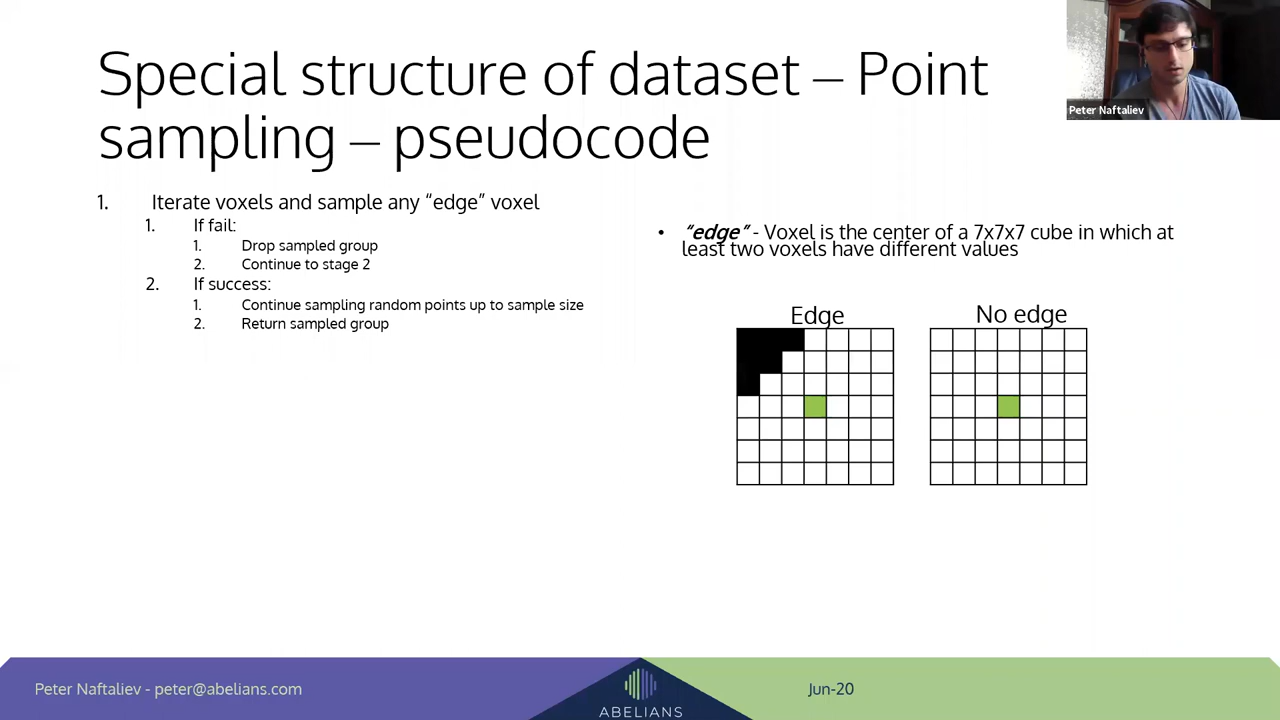 Special structure of dataset – Point
sampling – pseudocode
Peter Naftaliev
1. Iterate voxels and sample any “edge” voxel
1. If fail:
1. Drop sampled group
2. Continue to stage 2
2. If success:
1. Continue sampling random points up to sample size
2. Return sampled group
• “edge” - Voxel is the center of a 7x7x7 cube in which at
least two voxels have different values
Edge
No edge
Peter Naftaliev - peter@abelians.com
ABELIANS
Jun-20